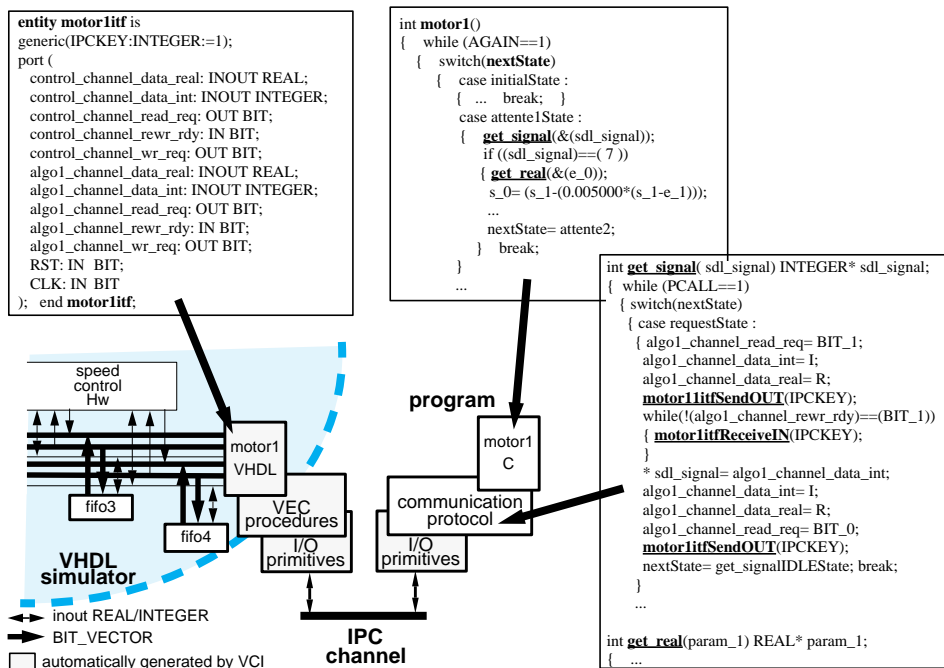 entity motor1itf is
generic(IPCKEY:INTEGER:=1);
port (
control_channel_data_real: INOUT REAL;
control_channel_data_int: INOUT INTEGER;
control_channel_read_req: OUT BIT;
control_channel_rewr_rdy: IN BIT;
control_channel_wr_req: OUT BIT;
algo1_channel_data_real: INOUT REAL;
algo1_channel_data_int: INOUT INTEGER;
algo1_channel_read_req: OUT BIT;
algo1_channel_rewr_rdy: IN BIT;
algo1_channel_wr_req: OUT BIT;
RST: IN BIT;
CLK: IN BIT
); end motor1itf;
int motor1()
{ while (AGAIN==1)
{ switch(nextState)
{ case initialState :
{ ... break; }
case attente1State :
{ get_signal(&(sdl_signal));
if ((sdl_signal)==( 7 ))
{ get_real(&(e_0));
s_0= (s_1-(0.005000*(s_1-e_1)));
...
nextState= attente2;
} break;
}
...
int get_signal( sdl_signal) INTEGER* sdl_signal;
{ while (PCALL==1)
{ switch(nextState)
{ case requestState :
{ algo1_channel_read_req= BIT_1;
algo1_channel_data_int= I;
algo1_channel_data_real= R;
motor11itfSendOUT(IPCKEY);
while(!(algo1_channel_rewr_rdy)==(BIT_1))
{ motor1itfReceiveIN(IPCKEY);
}
* sdl_signal= algo1_channel_data_int;
algo1_channel_data_int= I;
algo1_channel_data_real= R;
algo1_channel_read_req= BIT_0;
motor1itfSendOUT(IPCKEY);
nextState= get_signalIDLEState; break;
}
...
int get_real(param_1) REAL* param_1;
{ ...
speed
control
Hw
motor1
VHDL
fifo3
fifo4
VEC
procedures
I/O
primitives
VHDL
simulator
program
motor1
C
communication
protocol
I/O
primitives
IPC
channel
inout REAL/INTEGER
BIT_VECTOR
automatically generated by VCI